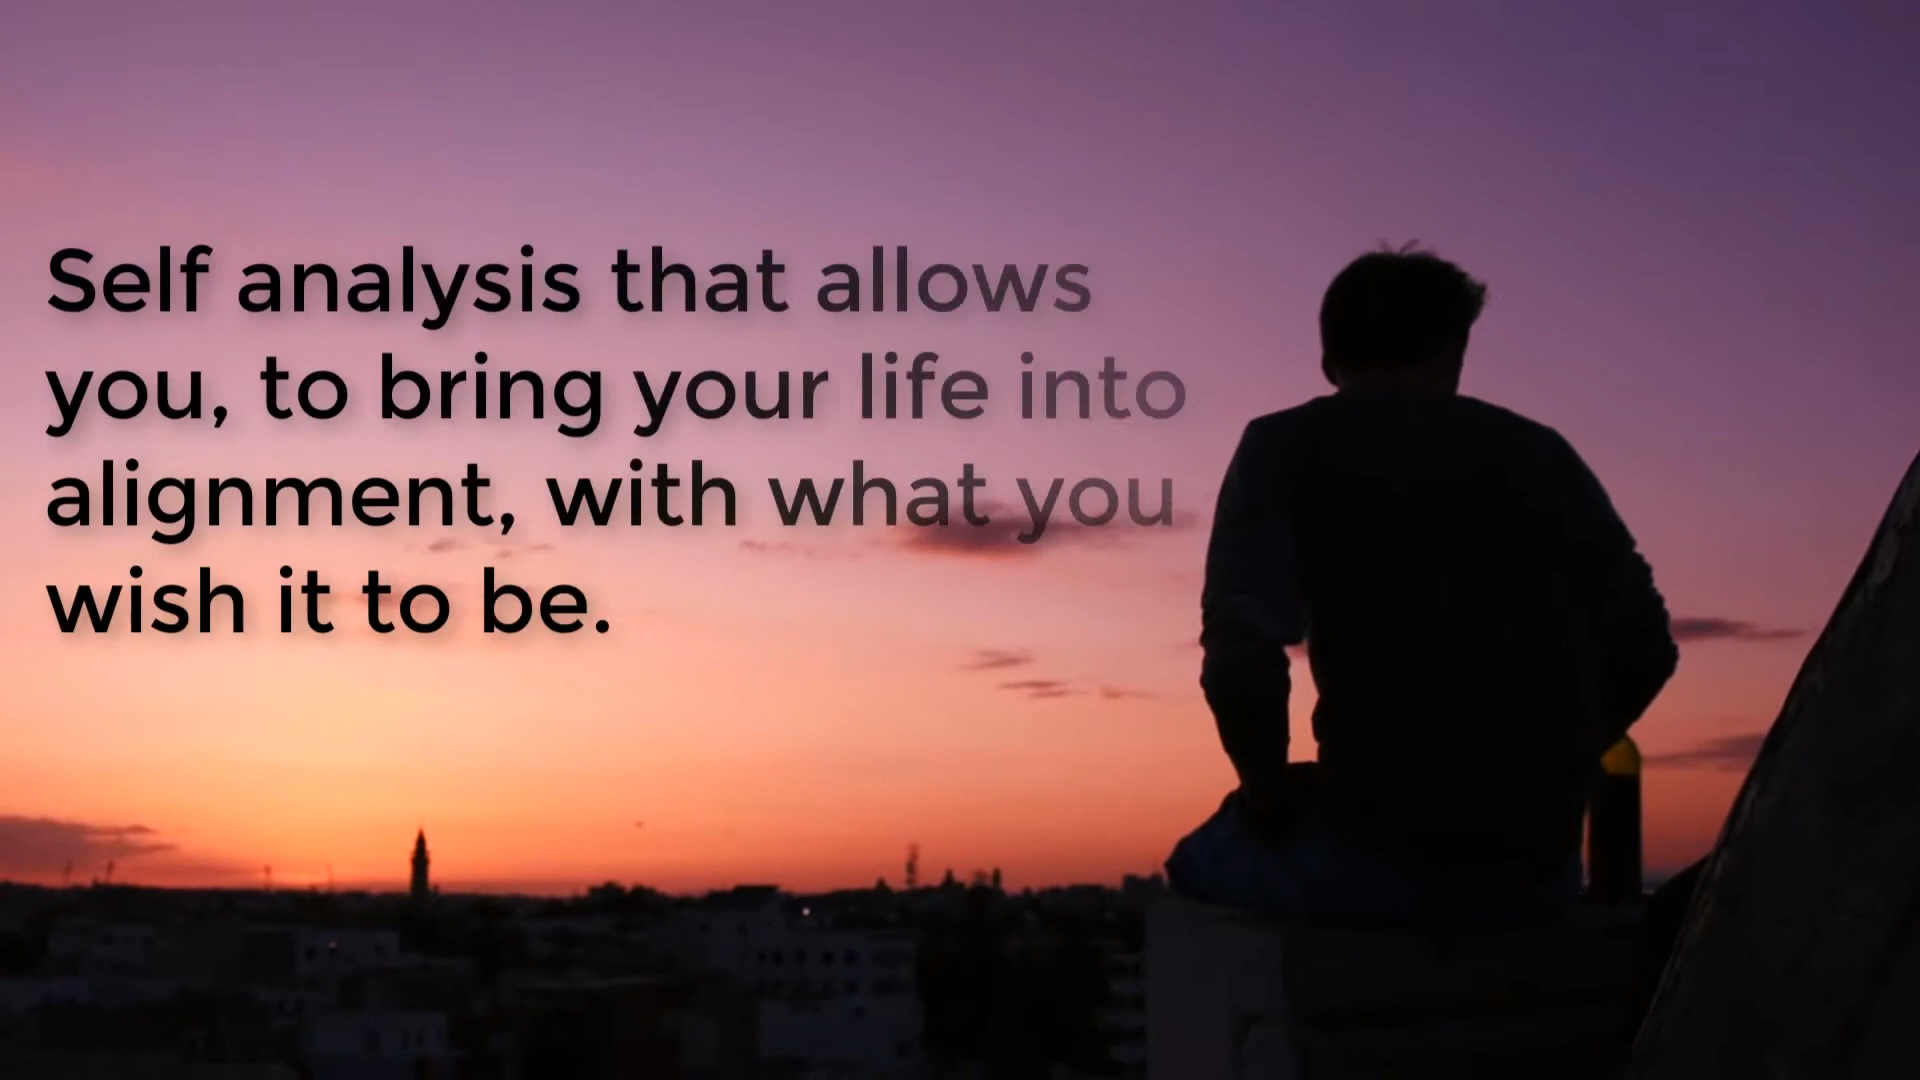 Self analysis that allows
you, to bring your life into
alignment, with what you
wish it to be.